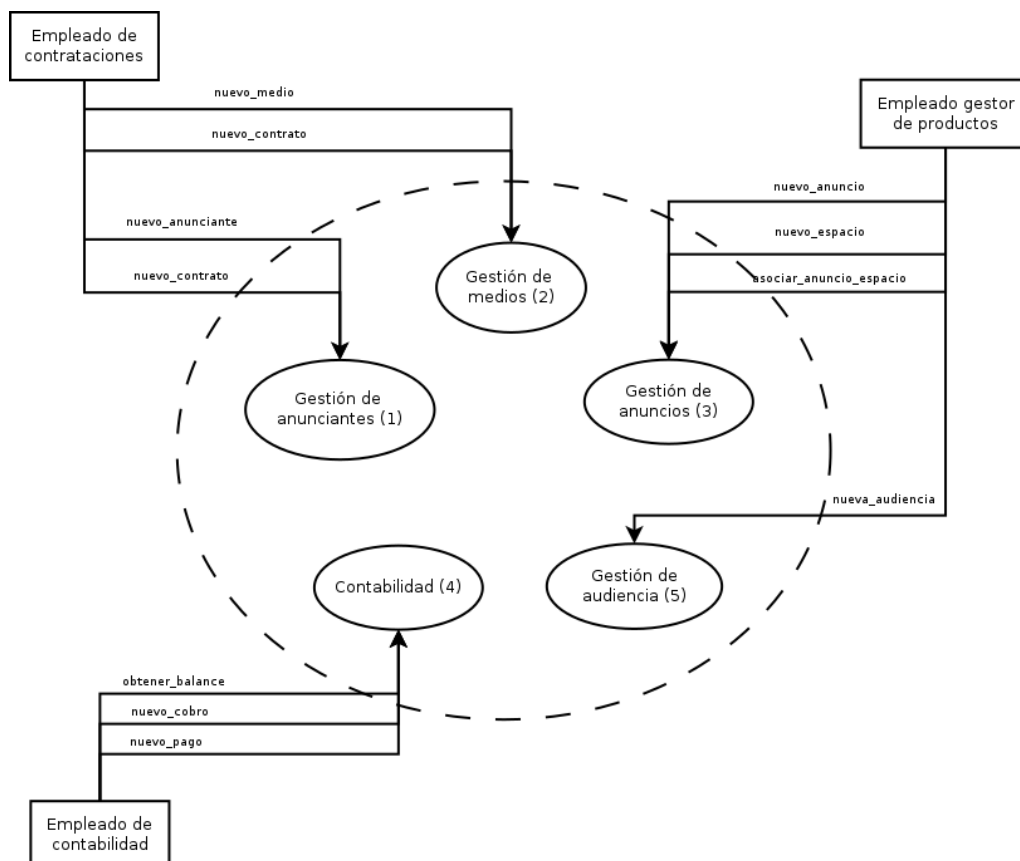 Empleado de
contrataciones
nuevo_medio
Empleado gestor
de productos
nuevo_contrato
nuevo_anuncio
nuevo_anunciante
nuevo_espacio
nuevo_contrato
asociar_anuncio_espacio
Gestión de
medios (2)
Gestión de
anunciantes (1)
Gestión de
anuncios (3)
nueva_audiencia
Contabilidad (4)
Gestión de
audiencia (5)
obtener_balance
nuevo_cobro
nuevo_pago
Empleado de
contabilidad